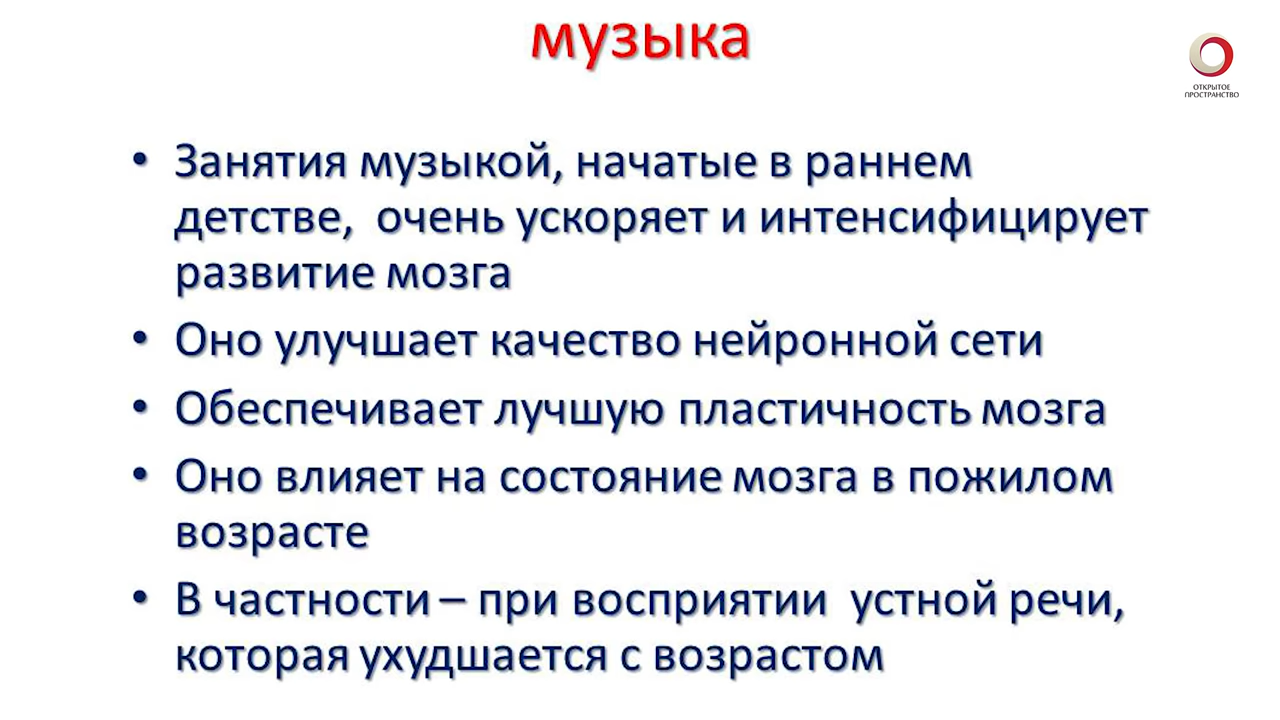 музыка
ОТКРЫТОЕ
ПРОСТРАНСТВО
• Занятия музыкой, начатые в раннем
детстве, очень ускоряет и интенсифицирует
развитие мозга
• Оно улучшает качество нейронной сети
• Обеспечивает лучшую пластичность мозга
• Оно влияет на состояние мозга в пожилом
возрасте
• В частности – при восприятии устной речи,
которая ухудшается с возрастом